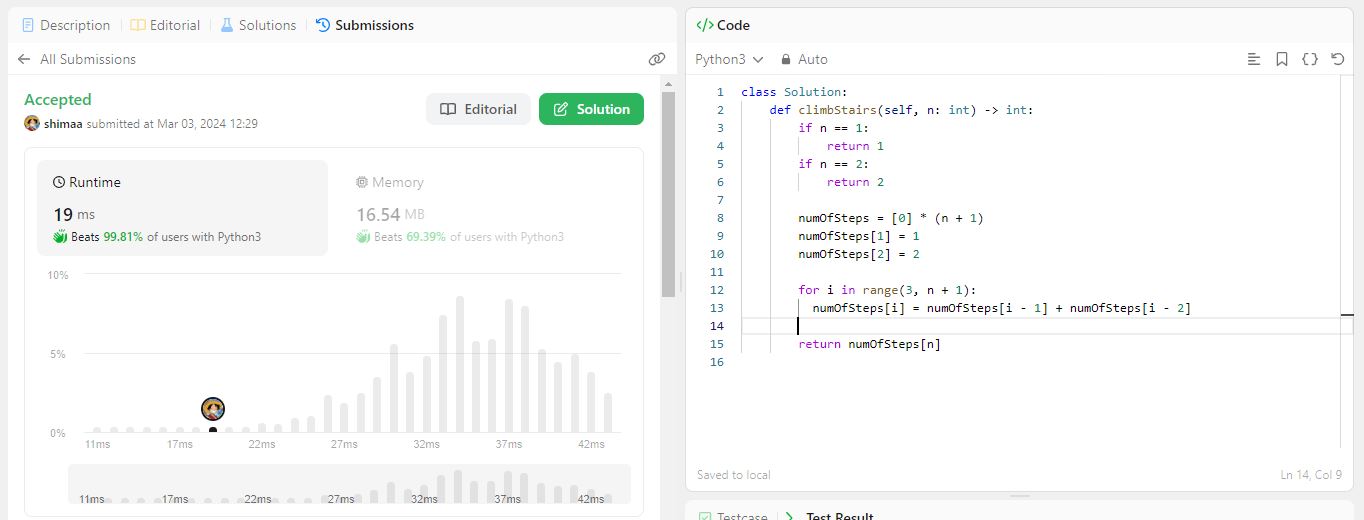 Description Editorial Solutions Submissions
All Submissions
Accepted
shimaa submitted at Mar 03, 2024 12:29
Editorial
Solution
Runtime
19 ms
Beats 99.81% of users with Python3
Memory
16.54 MB
Beats 69.39% of users with Python3
10%
5%
0%
11ms 17ms 22ms 27ms 32ms 37ms 42ms
11ms 17ms 22ms 27ms 32ms 37ms 42ms
</> Code
Python3 Auto
1 class Solution:
2 def climbStairs(self, n: int) -> int:
3 if n == 1:
4 return 1
5 if n == 2:
6 return 2
7
8 numOfSteps = [0] * (n + 1)
9 numOfSteps[1] = 1
10 numOfSteps[2] = 2
11
12 for i in range(3, n + 1):
13 numOfSteps[i] = numOfSteps[i - 1] + numOfSteps[i - 2]
14
15 return numOfSteps[n]
16
Saved to local
Ln 14, Col 9
Testcase Test Result